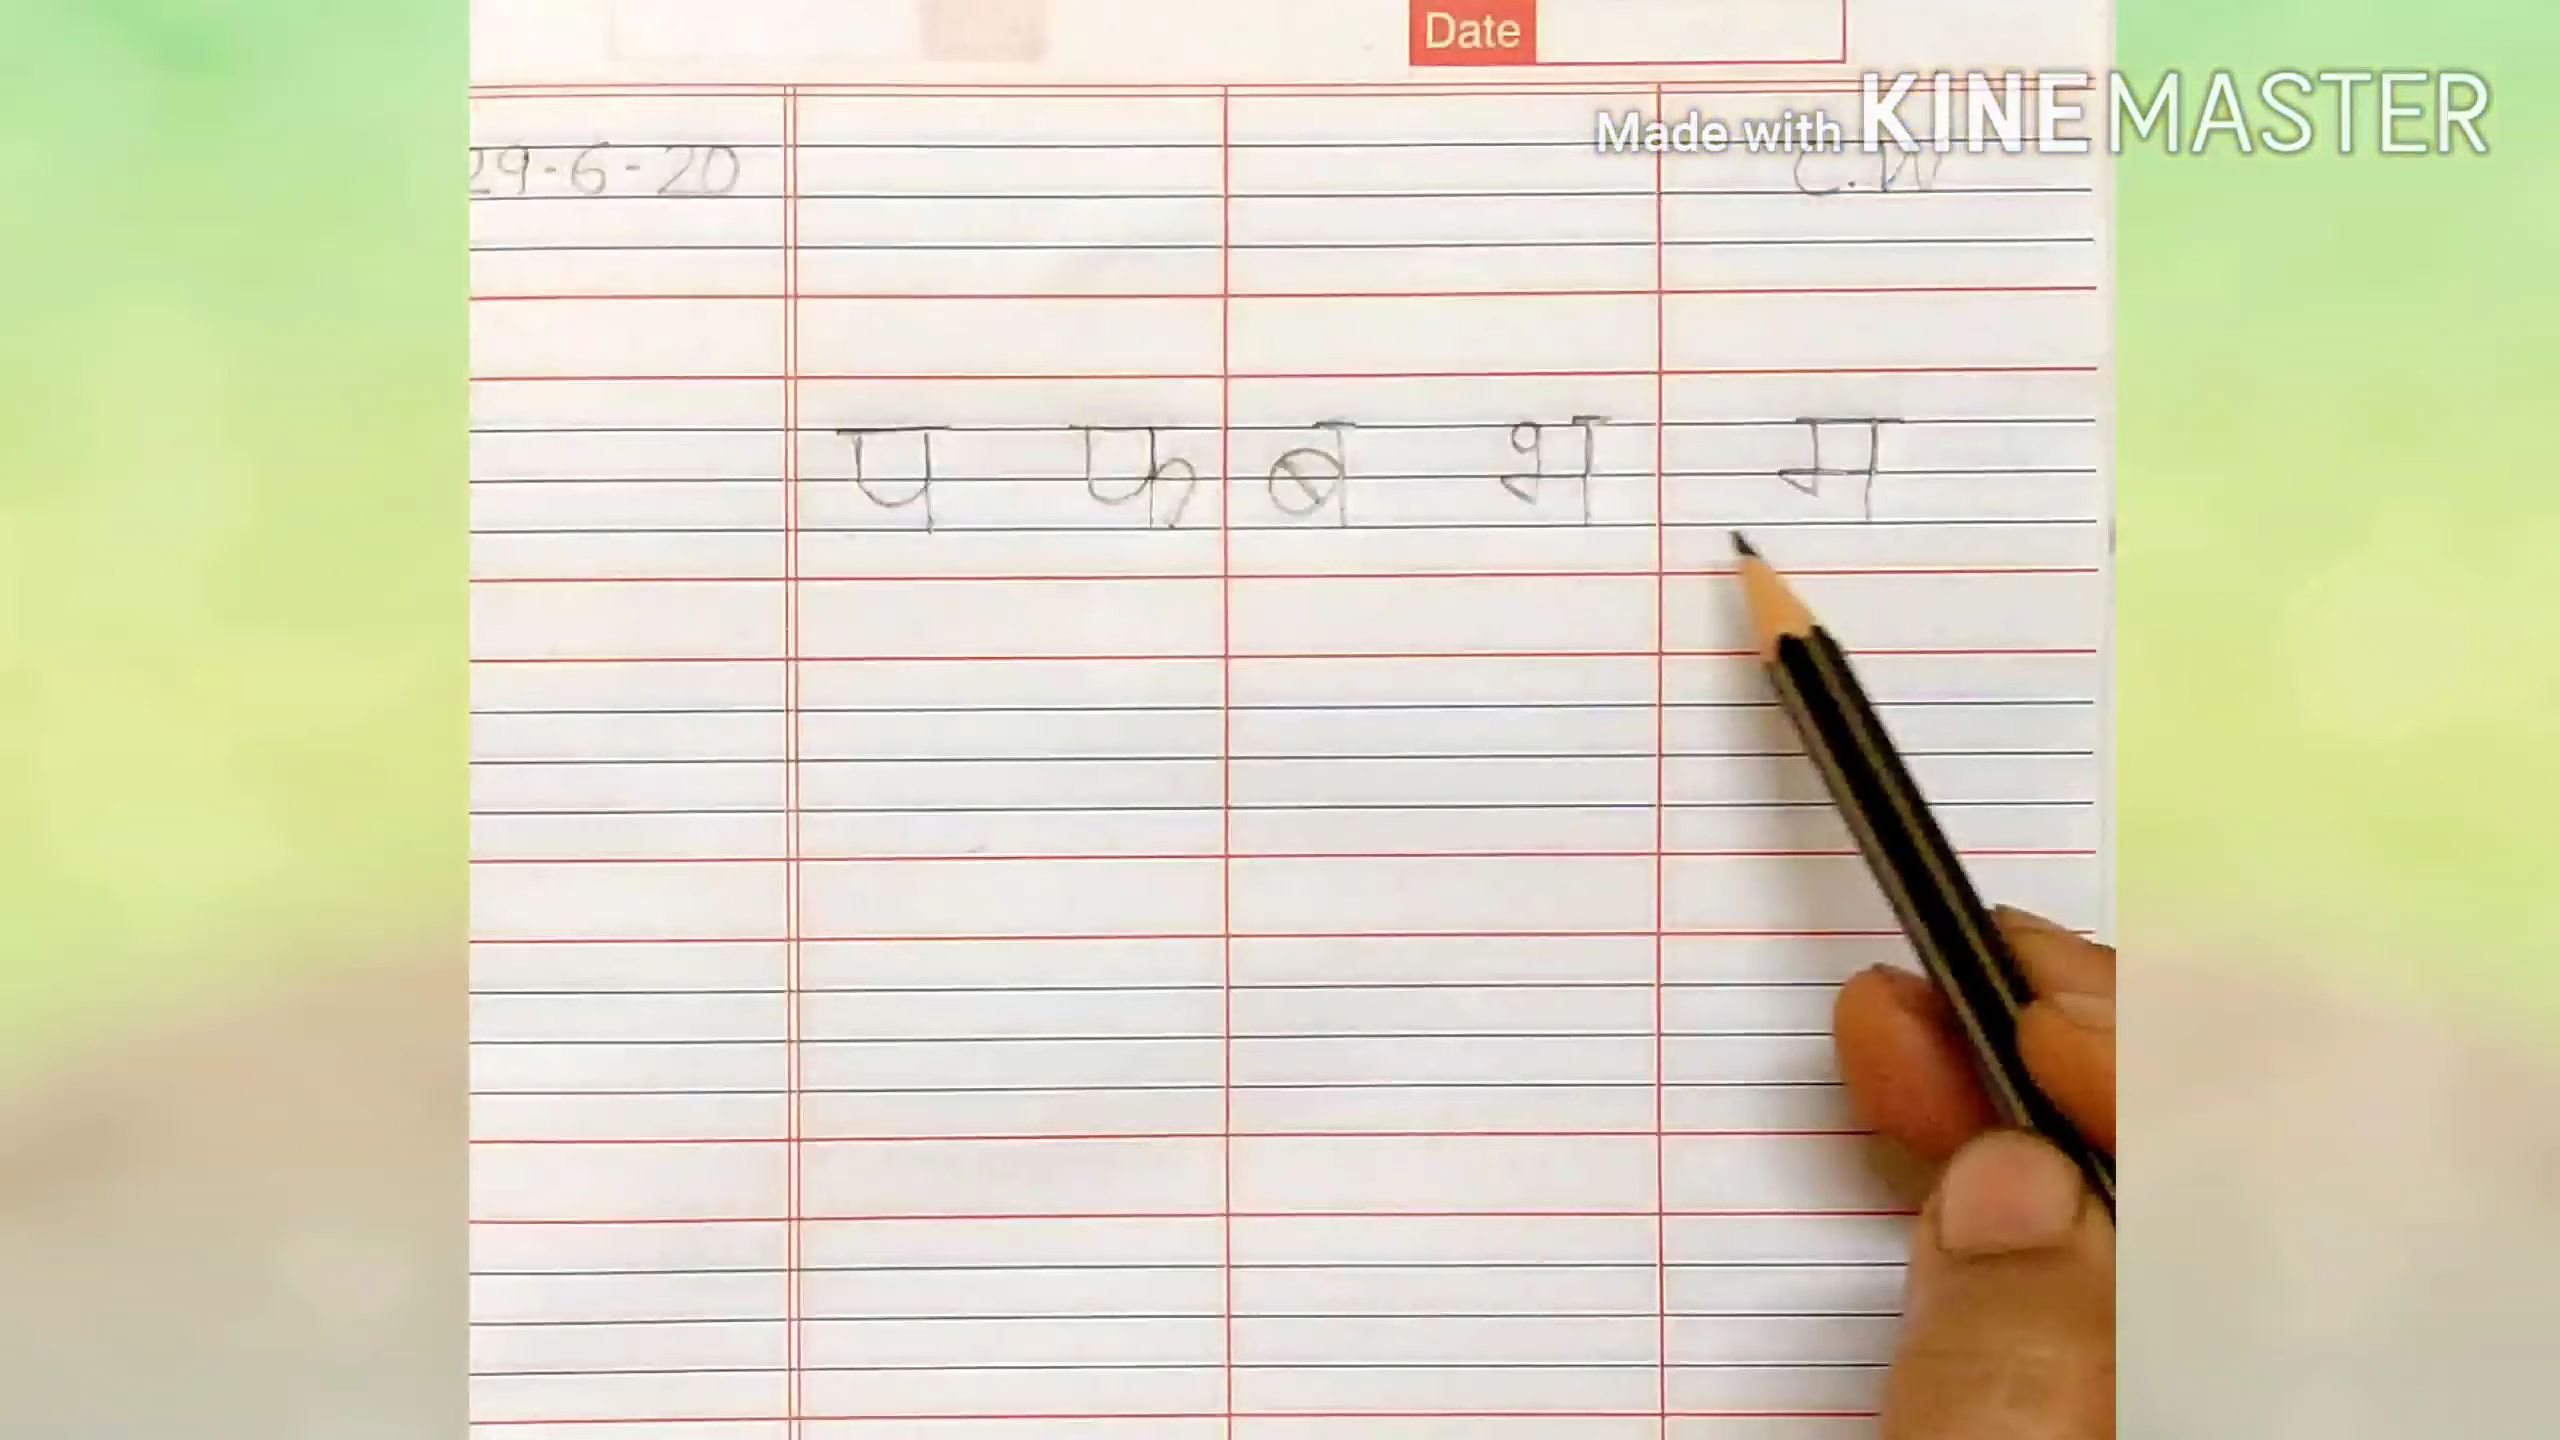 Date
Made with KINEMASTER
29-6-20 C.W
प फ ब भ म